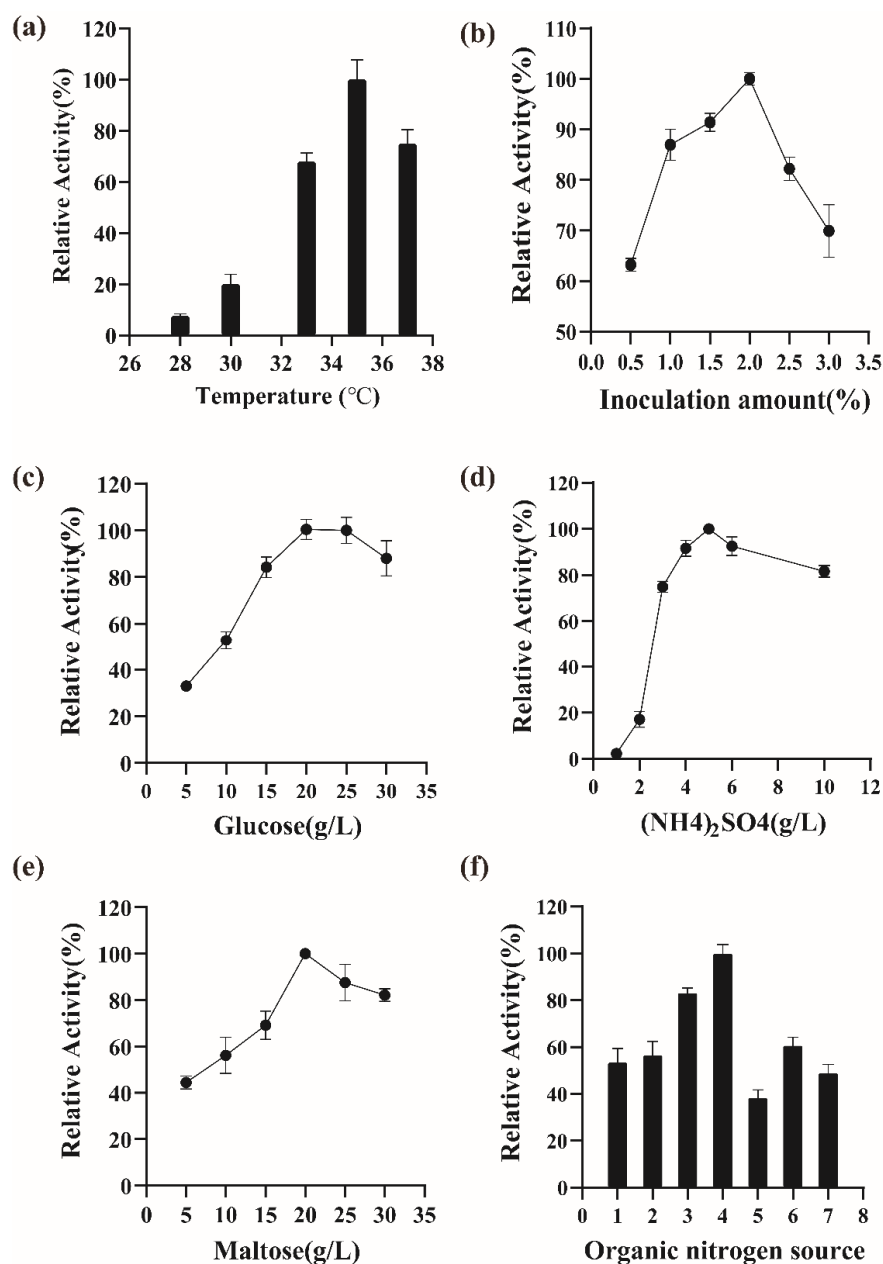 (a)
Relative Activity(%)
120
100
80
60
40
20
0
26 28 30 32 34 36 38
Temperature (℃)
(b)
Relative Activity(%)
110
100
90
80
70
60
50
0.0 0.5 1.0 1.5 2.0 2.5 3.0 3.5
Inoculation amount(%)
(c)
Relative Activity(%)
120
100
80
60
40
20
0
0 5 10 15 20 25 30 35
Glucose(g/L)
(d)
Relative Activity(%)
120
100
80
60
40
20
0
0 2 4 6 8 10 12
(NH4)₂SO4(g/L)
(e)
Relative Activity(%)
120
100
80
60
40
20
0
0 5 10 15 20 25 30 35
Maltose(g/L)
(f)
Relative Activity(%)
120
100
80
60
40
20
0
0 1 2 3 4 5 6 7 8
Organic nitrogen source